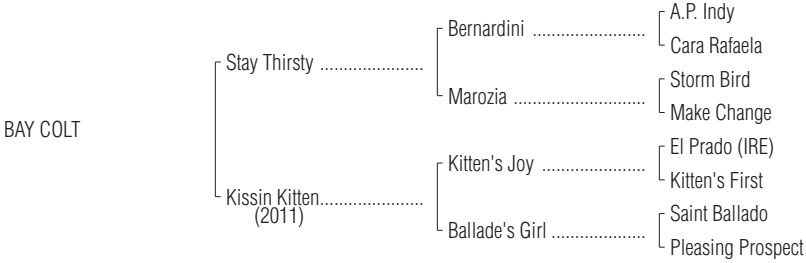 A.P. Indy
Bernardini ..............................
Cara Rafaela
Stay Thirsty ......................
Storm Bird
Marozia ...................................
Make Change
BAY COLT
El Prado (IRE)
Kitten's Joy ............................
Kitten's First
Kissin Kitten......................
(2011)
Saint Ballado
Ballade's Girl .........................
Pleasing Prospect